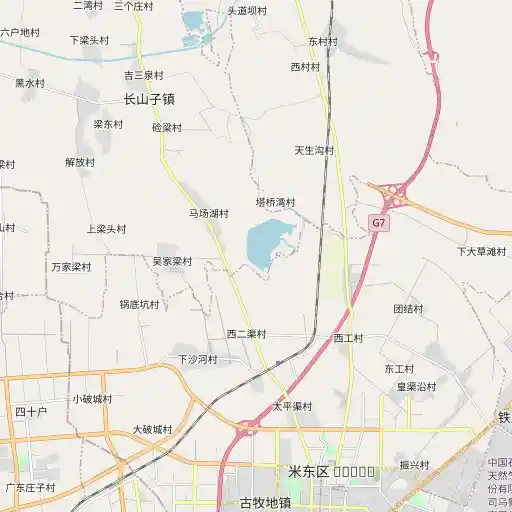 二湾村
三个庄村
头道坝村
六户地村
下梁头村
东村村
西村村
吉三泉村
黑水村
长山子镇
梁东村
硷梁村
天生沟村
解放村
梁村
塔桥湾村
马场湖村
G7
山村
上梁头村
下大草滩村
吴家梁村
万家梁村
合村
锅底坑村
团结村
西二渠村
西工村
下沙河村
东工村
皇渠沿村
小破城村
太平渠村
四十户
铁
大破城村
米东区
振兴村
中国石
天然气
份有限
司乌鲁
广东庄子村
古牧地镇